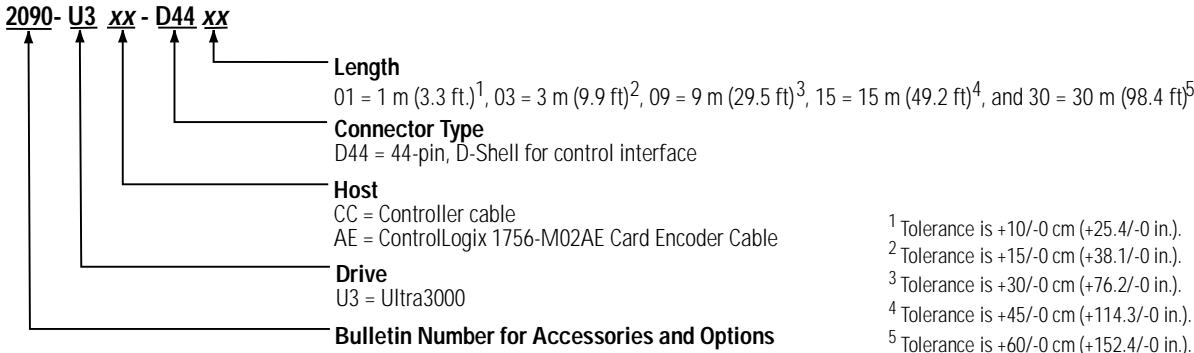 2090- U3 xx - D44 xx
Length
01 = 1 m (3.3 ft.)1, 03 = 3 m (9.9 ft)2, 09 = 9 m (29.5 ft)3, 15 = 15 m (49.2 ft)4, and 30 = 30 m (98.4 ft)5
Connector Type
D44 = 44-pin, D-Shell for control interface
Host
CC = Controller cable
AE = ControlLogix 1756-M02AE Card Encoder Cable
Drive
U3 = Ultra3000
Bulletin Number for Accessories and Options
1 Tolerance is +10/-0 cm (+25.4/-0 in.).
2 Tolerance is +15/-0 cm (+38.1/-0 in.).
3 Tolerance is +30/-0 cm (+76.2/-0 in.).
4 Tolerance is +45/-0 cm (+114.3/-0 in.).
5 Tolerance is +60/-0 cm (+152.4/-0 in.).